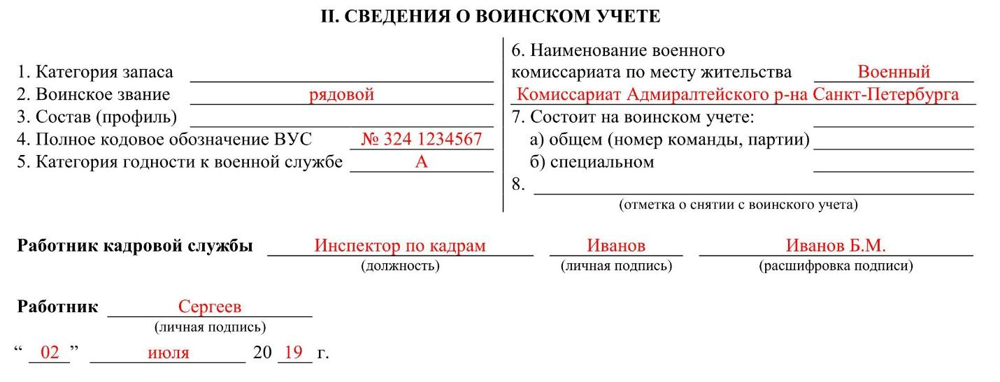 II. СВЕДЕНИЯ О ВОИНСКОМ УЧЕТЕ
1. Категория запаса
2. Воинское звание рядовой
3. Состав (профиль)
4. Полное кодовое обозначение ВУС № 324 1234567
5. Категория годности к военной службе А
6. Наименование военного
комиссариата по месту жительства Военный
Комиссариат Адмиралтейского р-на Санкт-Петербурга
7. Состоит на воинском учете:
а) общем (номер команды, партии)
б) специальном
8.
(отметка о снятии с воинского учета)
Работник кадровой службы Инспектор по кадрам Иванов Иванов Б.М.
(должность) (личная подпись) (расшифровка подписи)
Работник Сергеев
(личная подпись)
“ 02 ” июля 20 19 г.